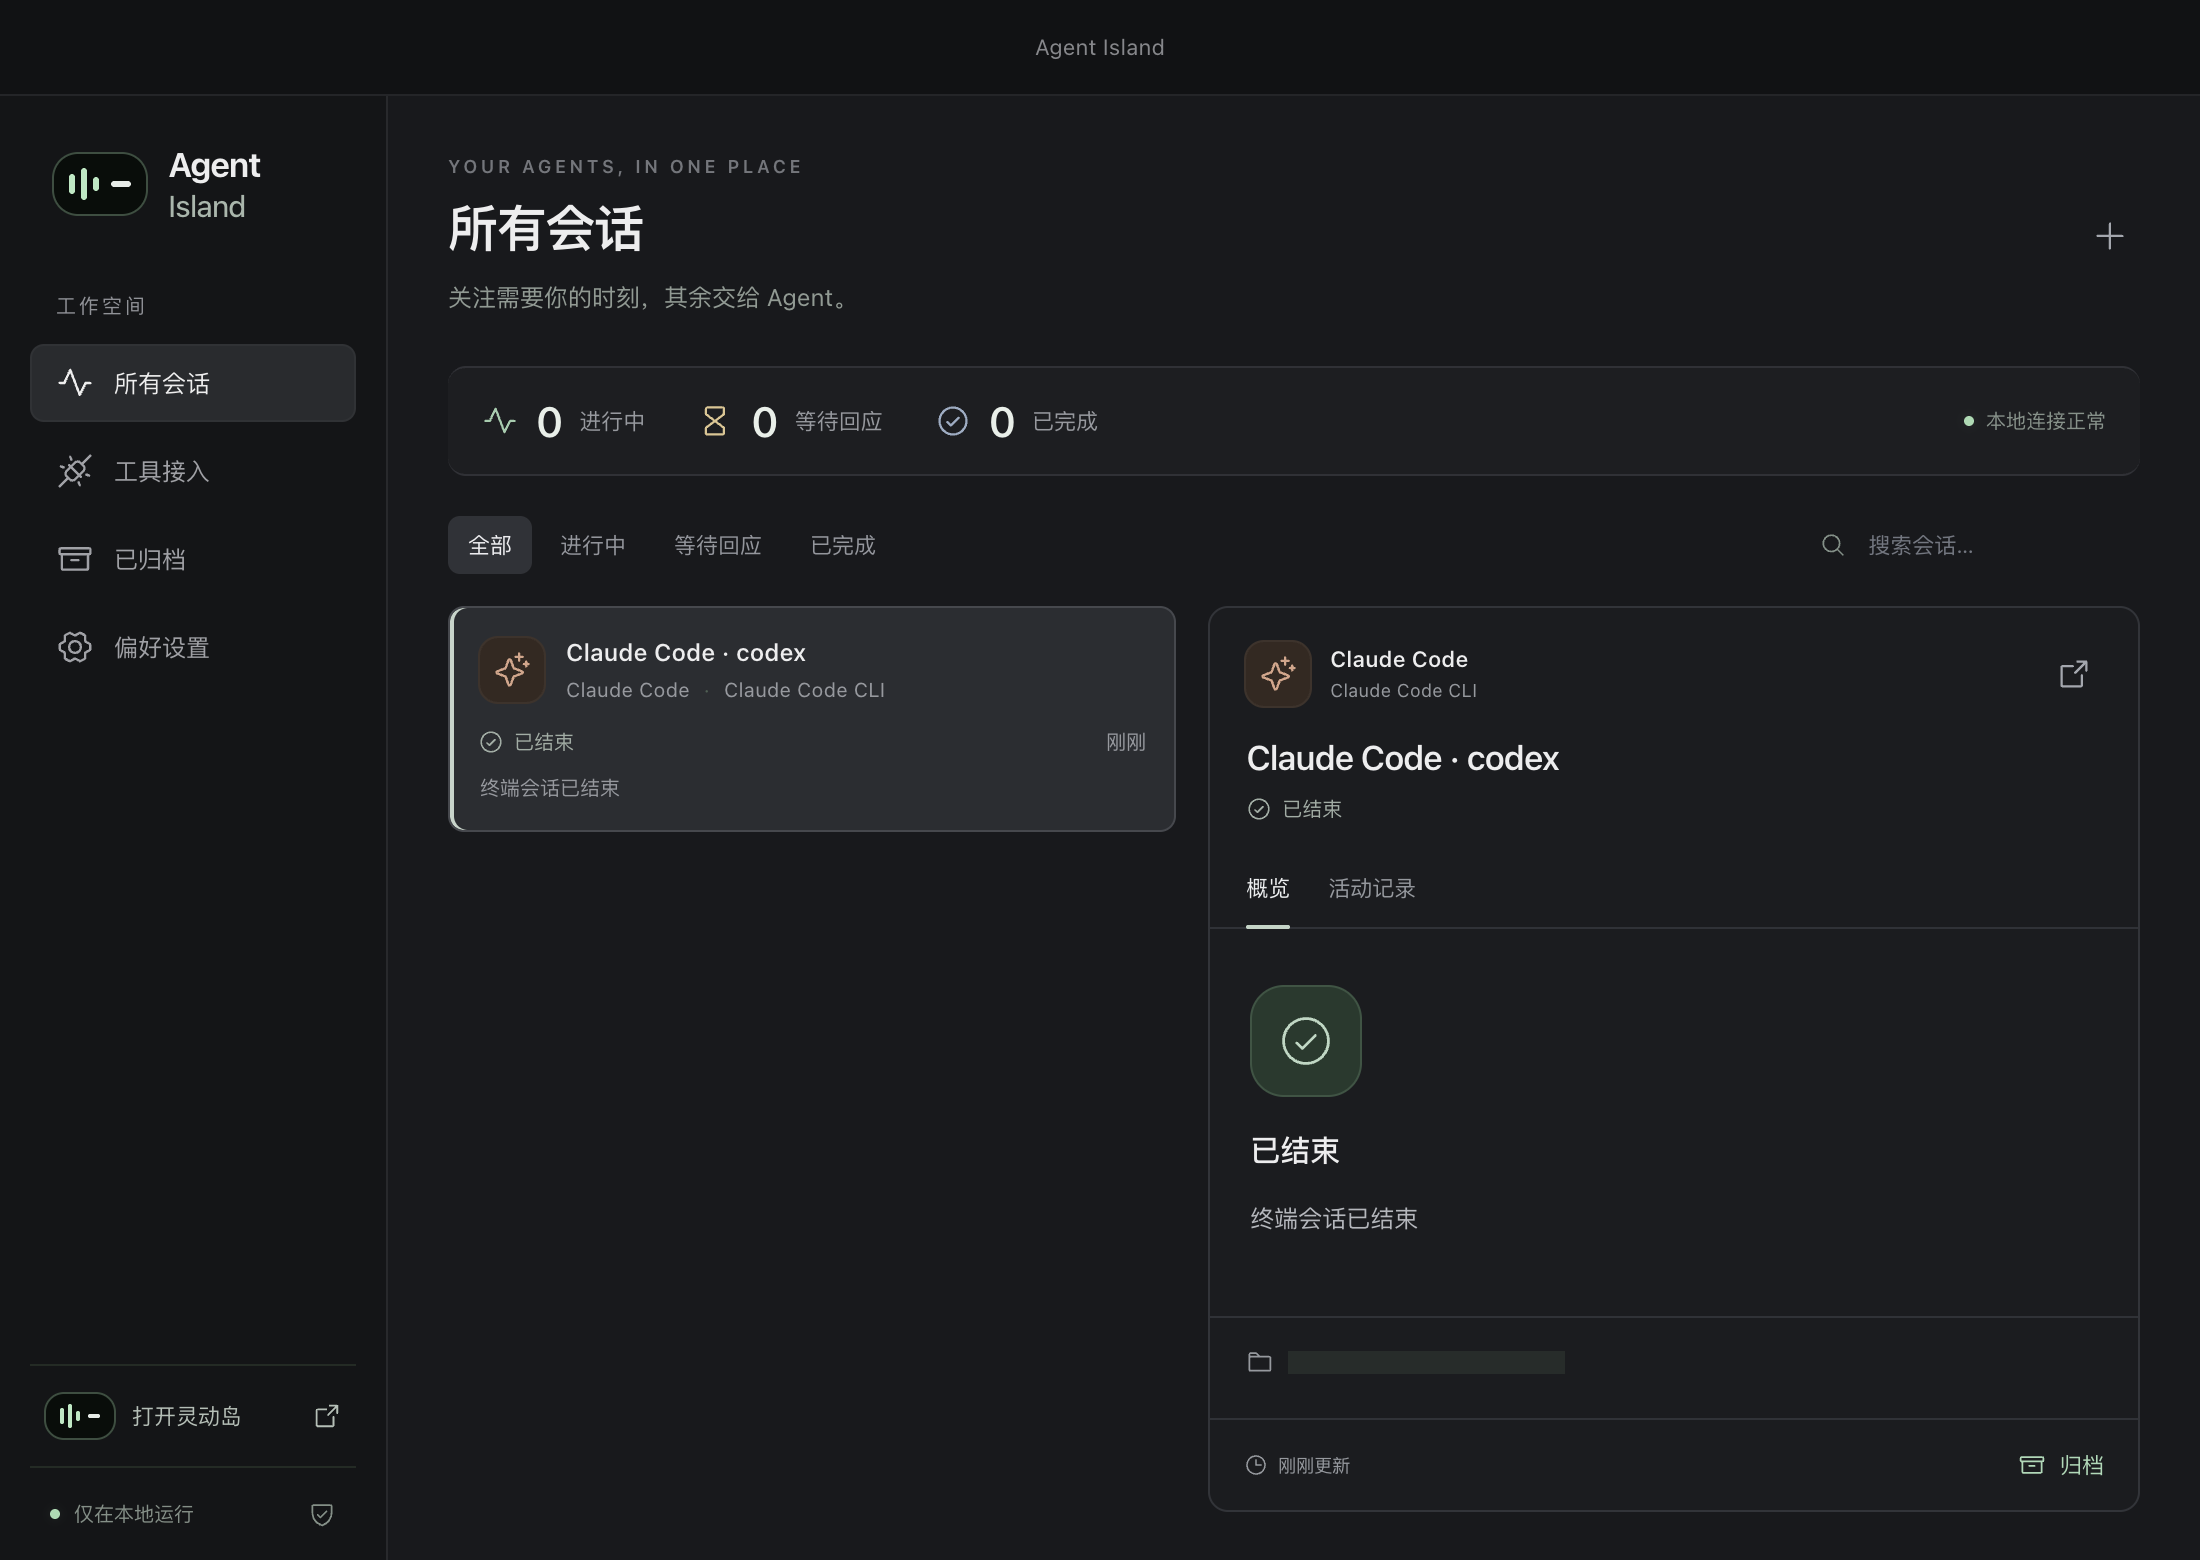 Agent Island
Agent
Island
工作空间
所有会话
工具接入
已归档
偏好设置
打开灵动岛
仅在本地运行
YOUR AGENTS, IN ONE PLACE
所有会话
关注需要你的时刻，其余交给 Agent。
0 进行中 0 等待回应 0 已完成 本地连接正常
全部 进行中 等待回应 已完成 搜索会话...
Claude Code · codex
Claude Code · Claude Code CLI
已结束 刚刚
终端会话已结束
Claude Code
Claude Code CLI
Claude Code · codex
已结束
概览 活动记录
已结束
终端会话已结束
刚刚更新 归档